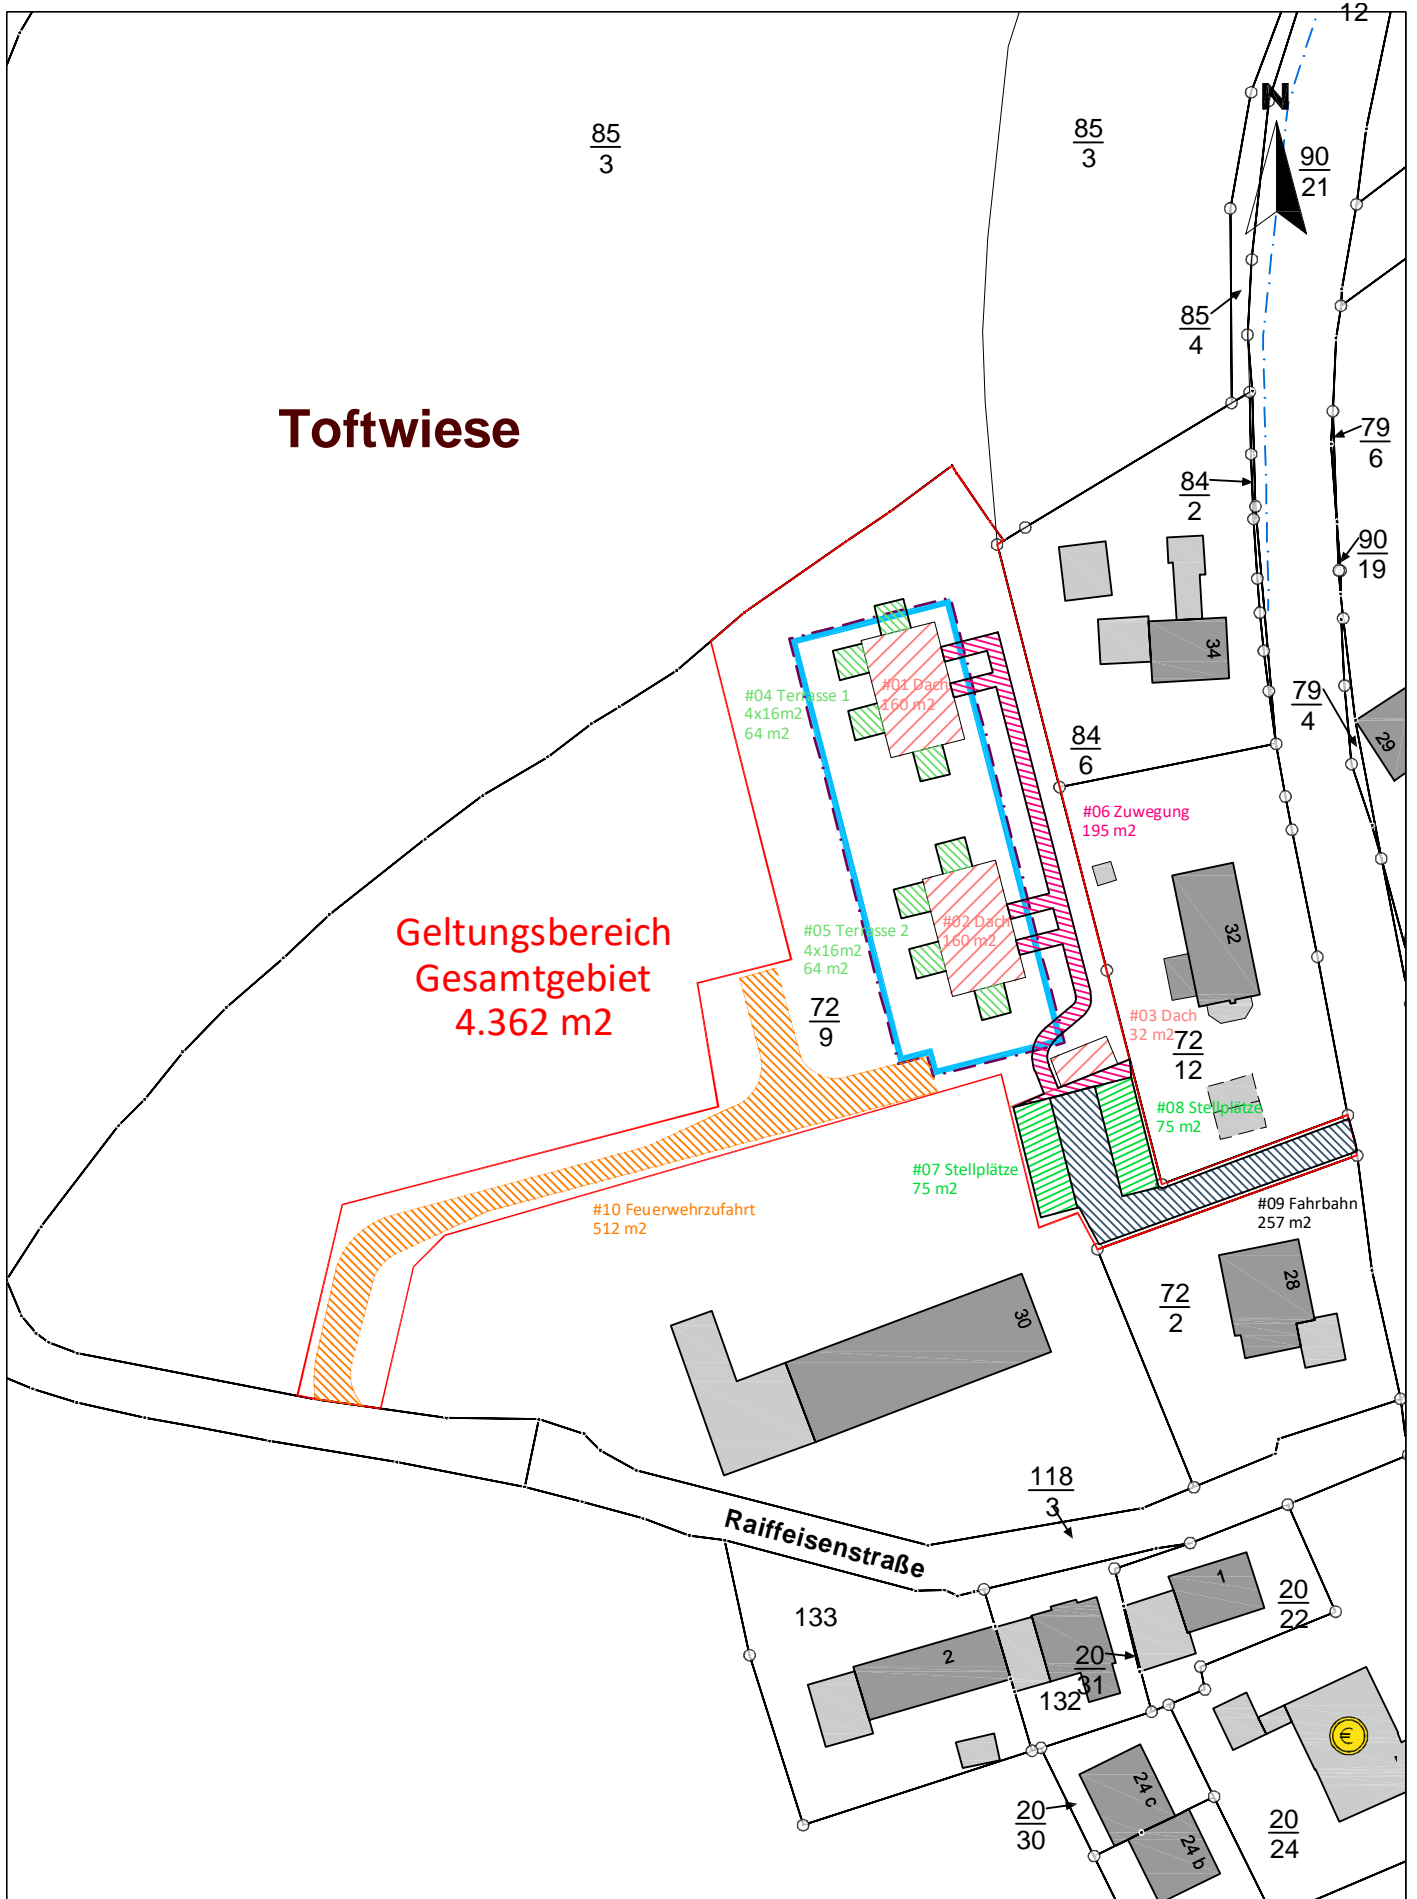 12
N
85
3
85
3
90
21
85
4
Toftwiese
79
6
84
2
90
19
34
#01 Dach
160 m2
#04 Terrasse 1
4x16m2
64 m2
79
4
29
84
6
#06 Zuwegung
195 m2
Geltungsbereich
Gesamtgebiet
4.362 m2
#02 Dach
160 m2
#05 Terrasse 2
4x16m2
64 m2
32
72
9
#03 Dach
32 m2
72
12
#08 Stellplätze
75 m2
#07 Stellplätze
75 m2
#10 Feuerwehrzufahrt
512 m2
#09 Fahrbahn
257 m2
28
72
2
30
118
3
Raiffeisenstraße
1
20
22
133
2
20
31
132
€
24 c
20
30
20
24
24 b